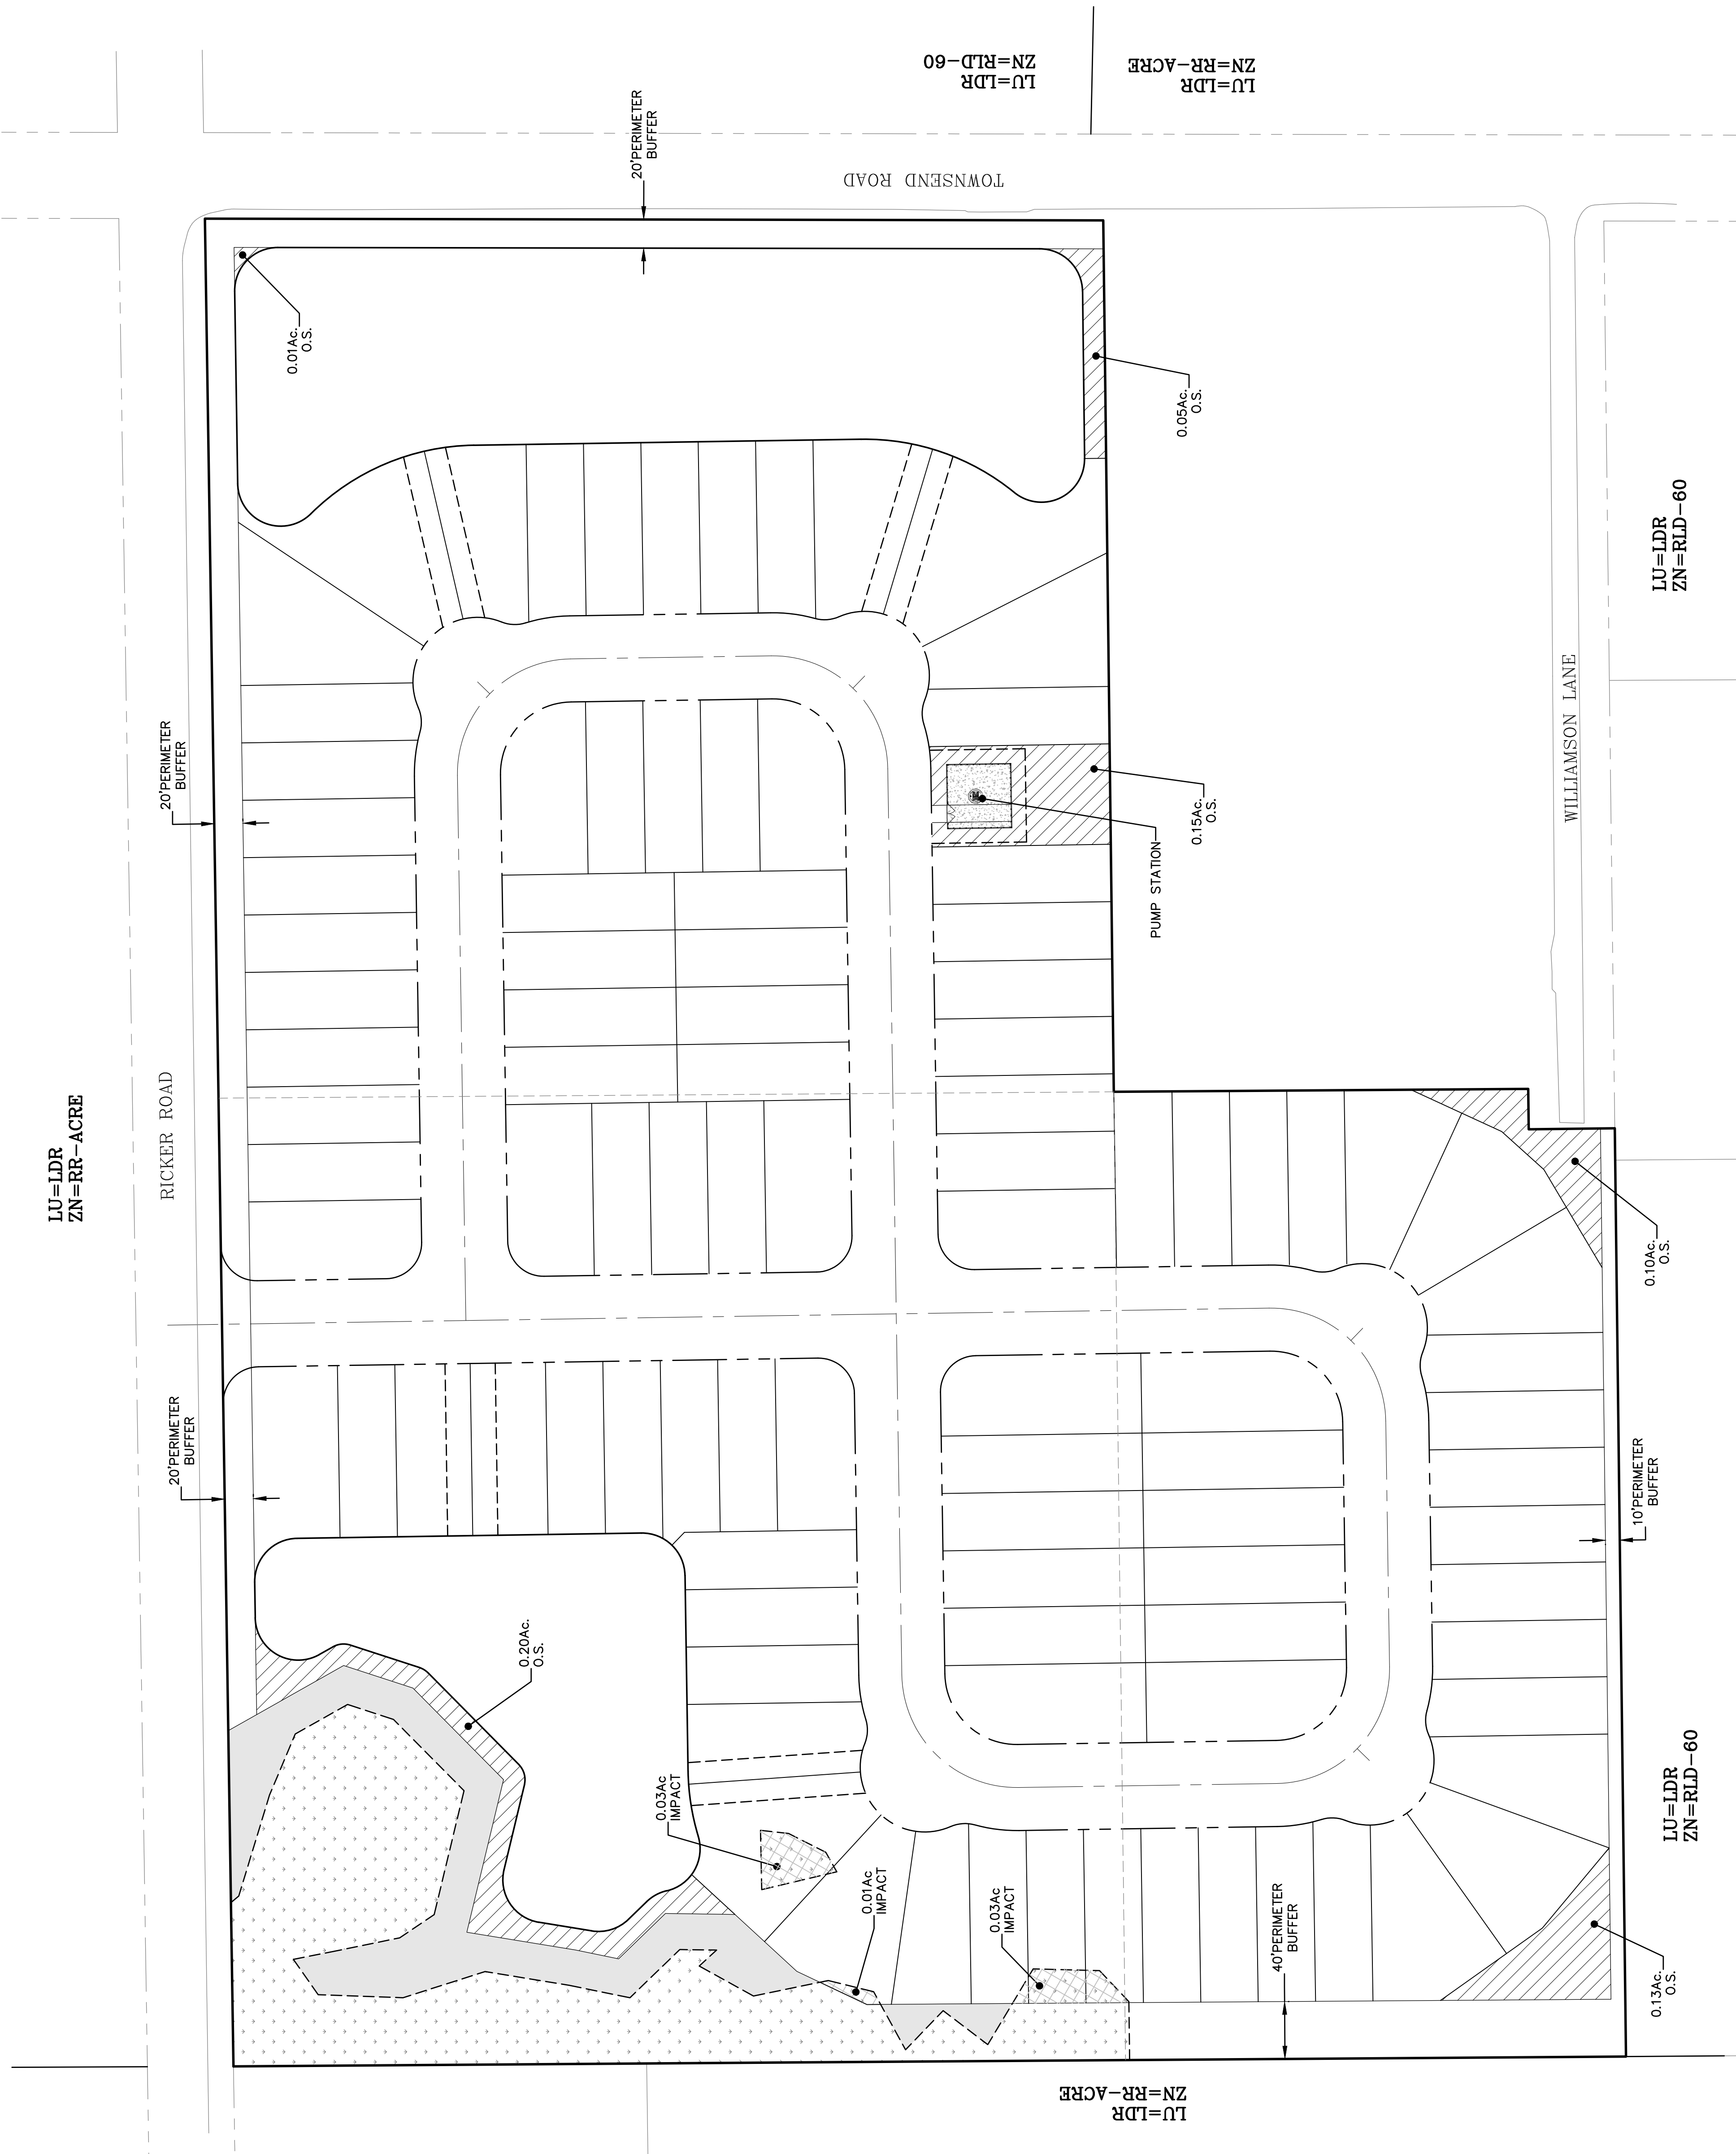 LU=LDR
ZN=RLD-60
LU=LDR
ZN=RR-ACRE
20'PERIMETER
BUFFER
TOWNSEND ROAD
0.01Ac.
O.S.
0.05Ac.
O.S.
LU=LDR
ZN=RLD-60
20'PERIMETER
BUFFER
0.15Ac.
O.S.
PUMP STATION
WILLIAMSON LANE
LU=LDR
ZN=RR-ACRE
RICKER ROAD
0.10Ac.
O.S.
20'PERIMETER
BUFFER
10'PERIMETER
BUFFER
0.20Ac.
O.S.
0.03Ac
IMPACT
0.01Ac
IMPACT
0.03Ac
IMPACT
40'PERIMETER
BUFFER
LU=LDR
ZN=RLD-60
0.13Ac.
O.S.
LU=LDR
ZN=RR-ACRE